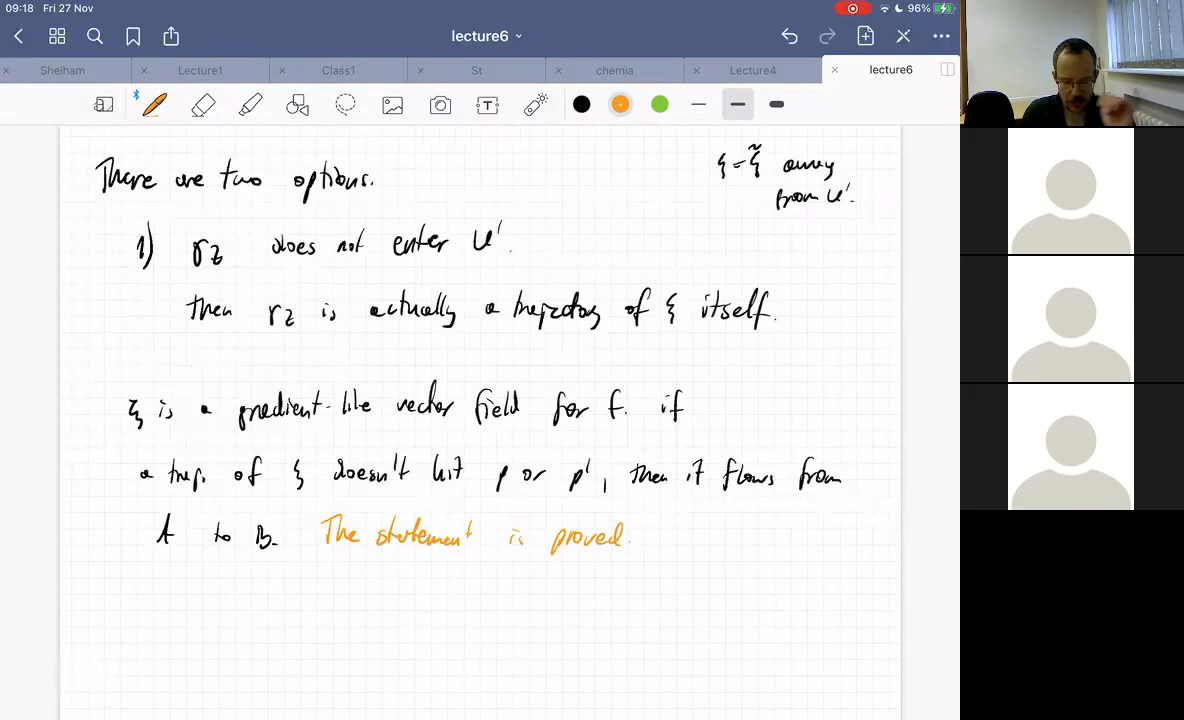 09:18 Fri 27 Nov
96%
lecture6
Shelham
Lecture1
Class1
St
chemia
Lecture4
lecture6
There are two options.
ξ = ξ̃ away
from U'.
1) γz does not enter U'.
then γz is actually a trajectory of ξ itself.
ξ is a gradient-like vector field for f. if
a traj. of ξ doesn't hit p or p', then it flows from
A to B. The statement is proved.